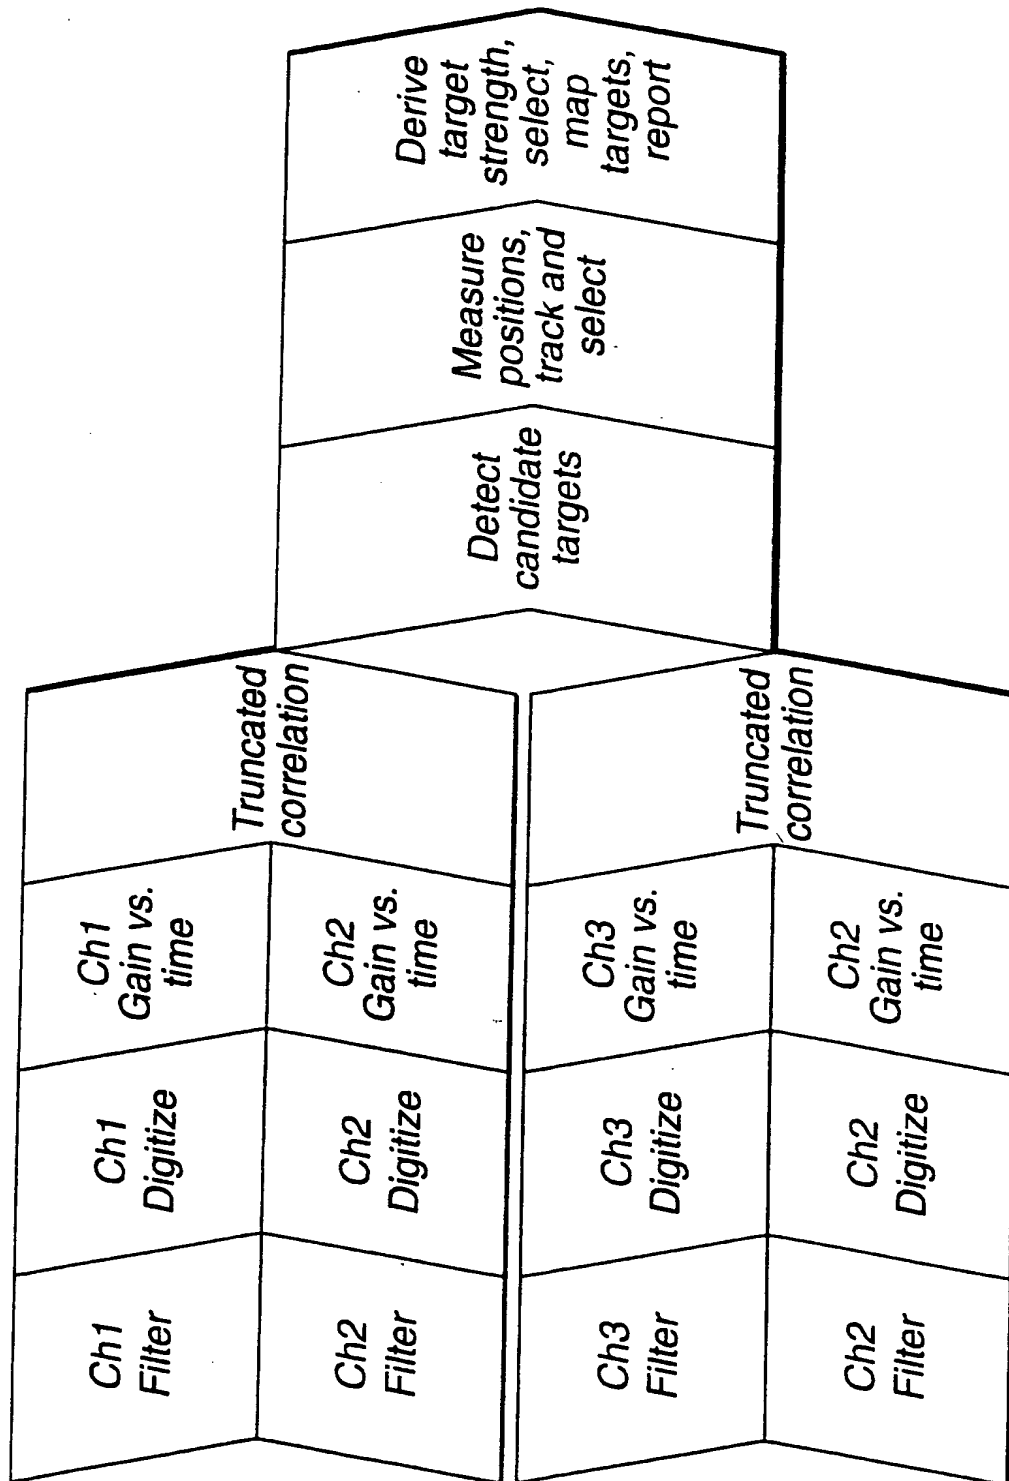 Ch1
Filter
Ch1
Digitize
Ch1
Gain vs.
time
Ch2
Filter
Ch2
Digitize
Ch2
Gain vs.
time
Truncated
correlation
Ch3
Filter
Ch3
Digitize
Ch3
Gain vs.
time
Ch2
Filter
Ch2
Digitize
Ch2
Gain vs.
time
Truncated
correlation
Detect
candidate
targets
Measure
positions,
track and
select
Derive
target
strength,
select,
map
targets,
report